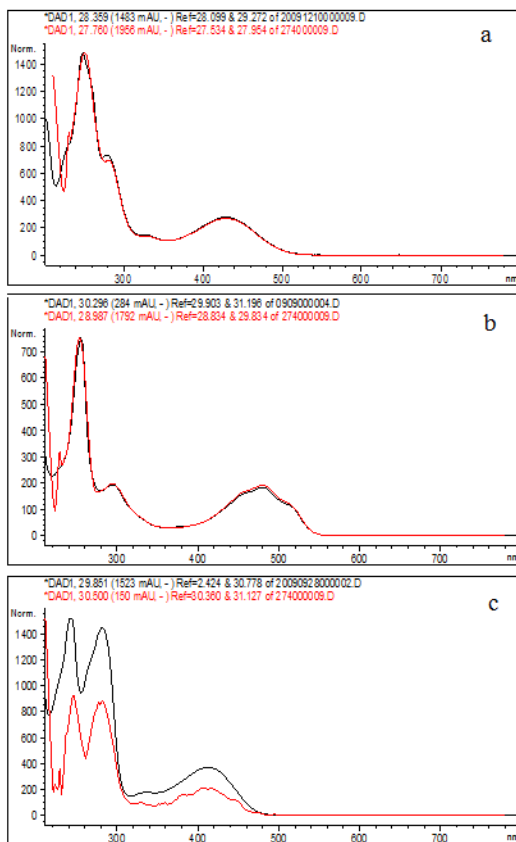 *DAD1, 28.359 (1483 mAU, - ) Ref=28.099 & 29.272 of 20091210000009.D
*DAD1, 27.760 (1956 mAU, - ) Ref=27.534 & 27.954 of 274000009.D
Norm.
a
1400
1200
1000
800
600
400
200
0
300
400
500
600
700
nm
*DAD1, 30.296 (284 mAU, - ) Ref=29.903 & 31.196 of 0909000004.D
*DAD1, 28.987 (1792 mAU, - ) Ref=28.834 & 29.834 of 274000009.D
Norm.
b
700
600
500
400
300
200
100
0
300
400
500
600
700
nm
*DAD1, 29.851 (1523 mAU, - ) Ref=2.424 & 30.778 of 20090928000002.D
*DAD1, 30.500 (150 mAU, - ) Ref=30.360 & 31.127 of 274000009.D
Norm.
c
1400
1200
1000
800
600
400
200
0
300
400
500
600
700
nm